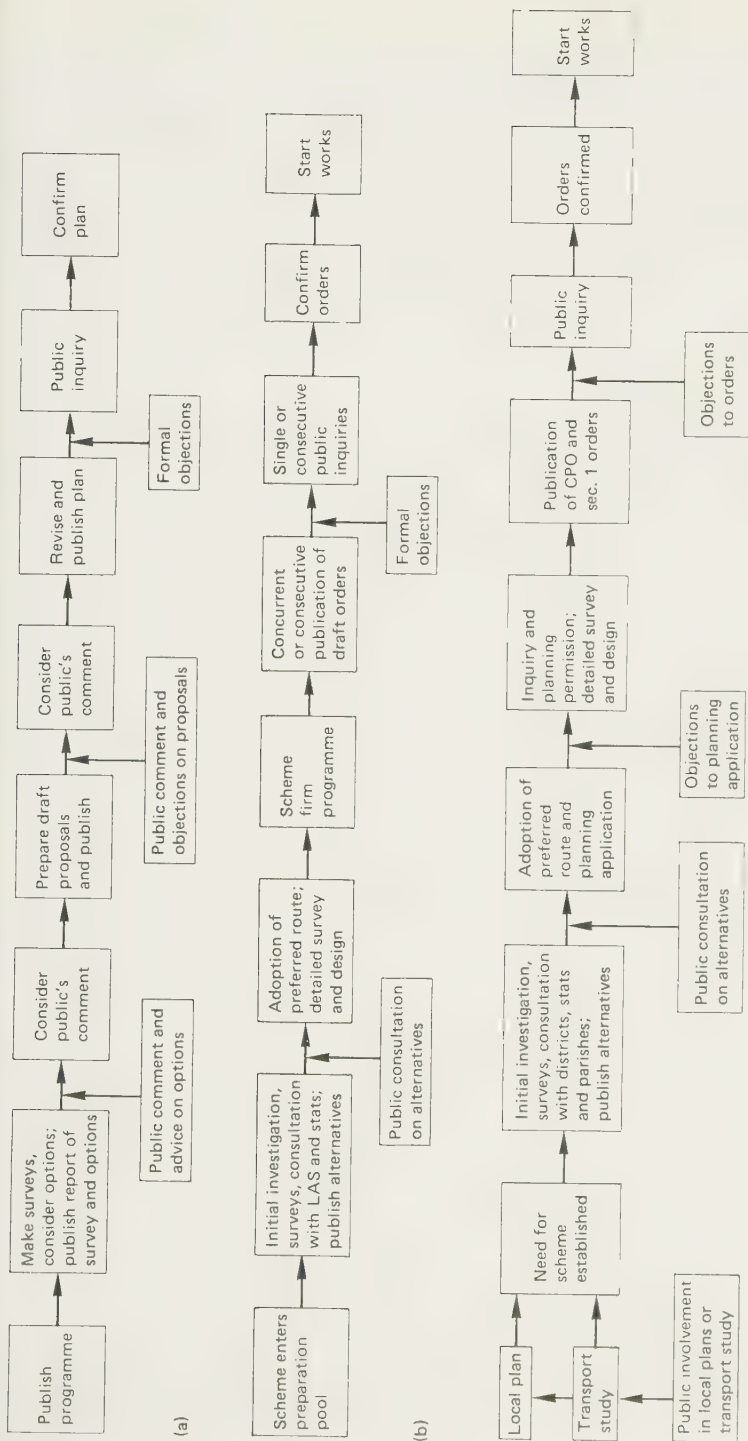 Publish
programme
Make surveys,
consider options;
publish report of
survey and options
Public comment and
advice on options
Consider
public's
comment
Prepare draft
proposals
and publish
Public comment and
objections on proposals
Consider
public's
comment
Revise and
publish plan
Formal
objections
Public
inquiry
Confirm
plan
(a)
Scheme enters
preparation
pool
Initial investigation,
surveys, consultation
with LAS and stats;
publish alternatives
Public consultation
on alternatives
Adoption of
preferred route;
detailed survey
and design
Scheme
firm
programme
Concurrent
or consecutive
publication of
draft orders
Formal
objections
Single or
consecutive
public
inquiries
Confirm
orders
Start
works
(b)
Local plan
Transport
study
Public involvement
in local plans or
transport study
Need for
scheme
established
Initial investigation,
surveys, consultation
with districts, stats
and parishes;
publish alternatives
Public consultation
on alternatives
Adoption of
preferred
route and
planning
application
Objections
to planning
application
Inquiry and
planning
permission;
detailed survey
and design
Publication
of CPO and
sec. 1 orders
Objections
to orders
Public
inquiry
Orders
confirmed
Start
works